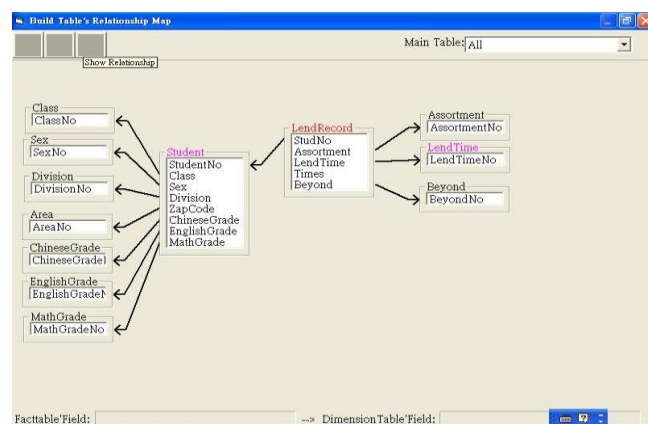 Build Table's Relationship Map
Main Table:
All
Show Relationship
Class
ClassNo
Sex
SexNo
Division
DivisionNo
Area
AreaNo
ChineseGrade
ChineseGrade
EnglishGrade
EnglishGrade
MathGrade
MathGradeNo
Student
StudentNo
Class
Sex
Division
ZapCode
ChineseGrade
EnglishGrade
MathGrade
LendRecord
StudNo
Assortment
LendTime
Times
Beyond
Assortment
AssortmentNo
LendTime
LendTimeNo
Beyond
BeyondNo
Facttable'Field:
--> DimensionTable'Field: